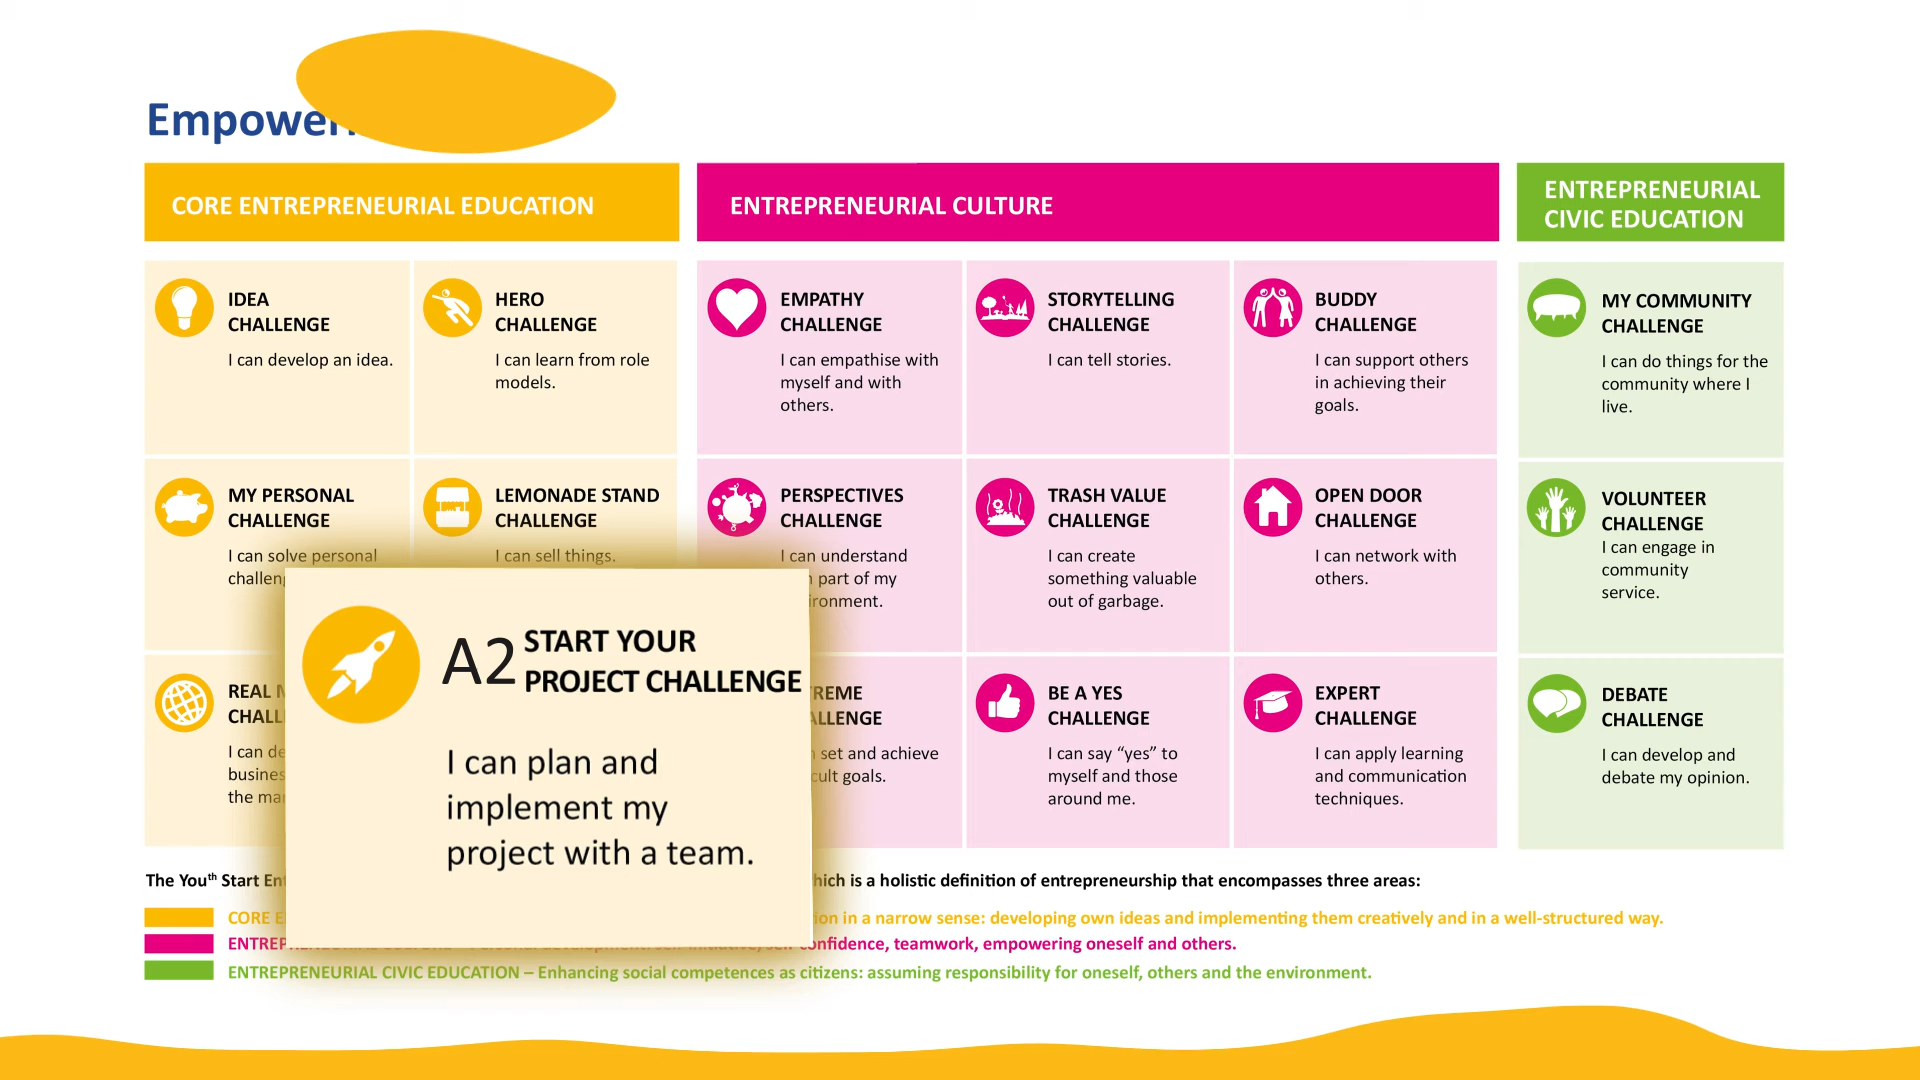 CORE ENTREPRENEURIAL EDUCATION
ENTREPRENEURIAL CULTURE
ENTREPRENEURIAL
CIVIC EDUCATION
IDEA
CHALLENGE
I can develop an idea.
HERO
CHALLENGE
I can learn from role
models.
EMPATHY
CHALLENGE
I can empathise with
myself and with
others.
STORYTELLING
CHALLENGE
I can tell stories.
BUDDY
CHALLENGE
I can support others
in achieving their
goals.
MY COMMUNITY
CHALLENGE
I can do things for the
community where I
live.
MY PERSONAL
CHALLENGE
I can solve personal
LEMONADE STAND
CHALLENGE
I can sell things.
PERSPECTIVES
CHALLENGE
I can understand
part of my
TRASH VALUE
CHALLENGE
I can create
something valuable
out of garbage.
OPEN DOOR
CHALLENGE
I can network with
others.
VOLUNTEER
CHALLENGE
I can engage in
community
service.
REAL
I can
the
A2 START YOUR
PROJECT CHALLENGE
I can plan and
implement my
project with a team.
set and achieve
goals.
BE A YES
CHALLENGE
I can say “yes” to
myself and those
around me.
EXPERT
CHALLENGE
I can apply learning
and communication
techniques.
DEBATE
CHALLENGE
I can develop and
debate my opinion.
The Youth Start which is a holistic definition of entrepreneurship that encompasses three areas:
CORE in a narrow sense: developing own ideas and implementing them creatively and in a well-structured way.
confidence, teamwork, empowering oneself and others.
ENTREPRENEURIAL CIVIC EDUCATION – Enhancing social competences as citizens: assuming responsibility for oneself, others and the environment.